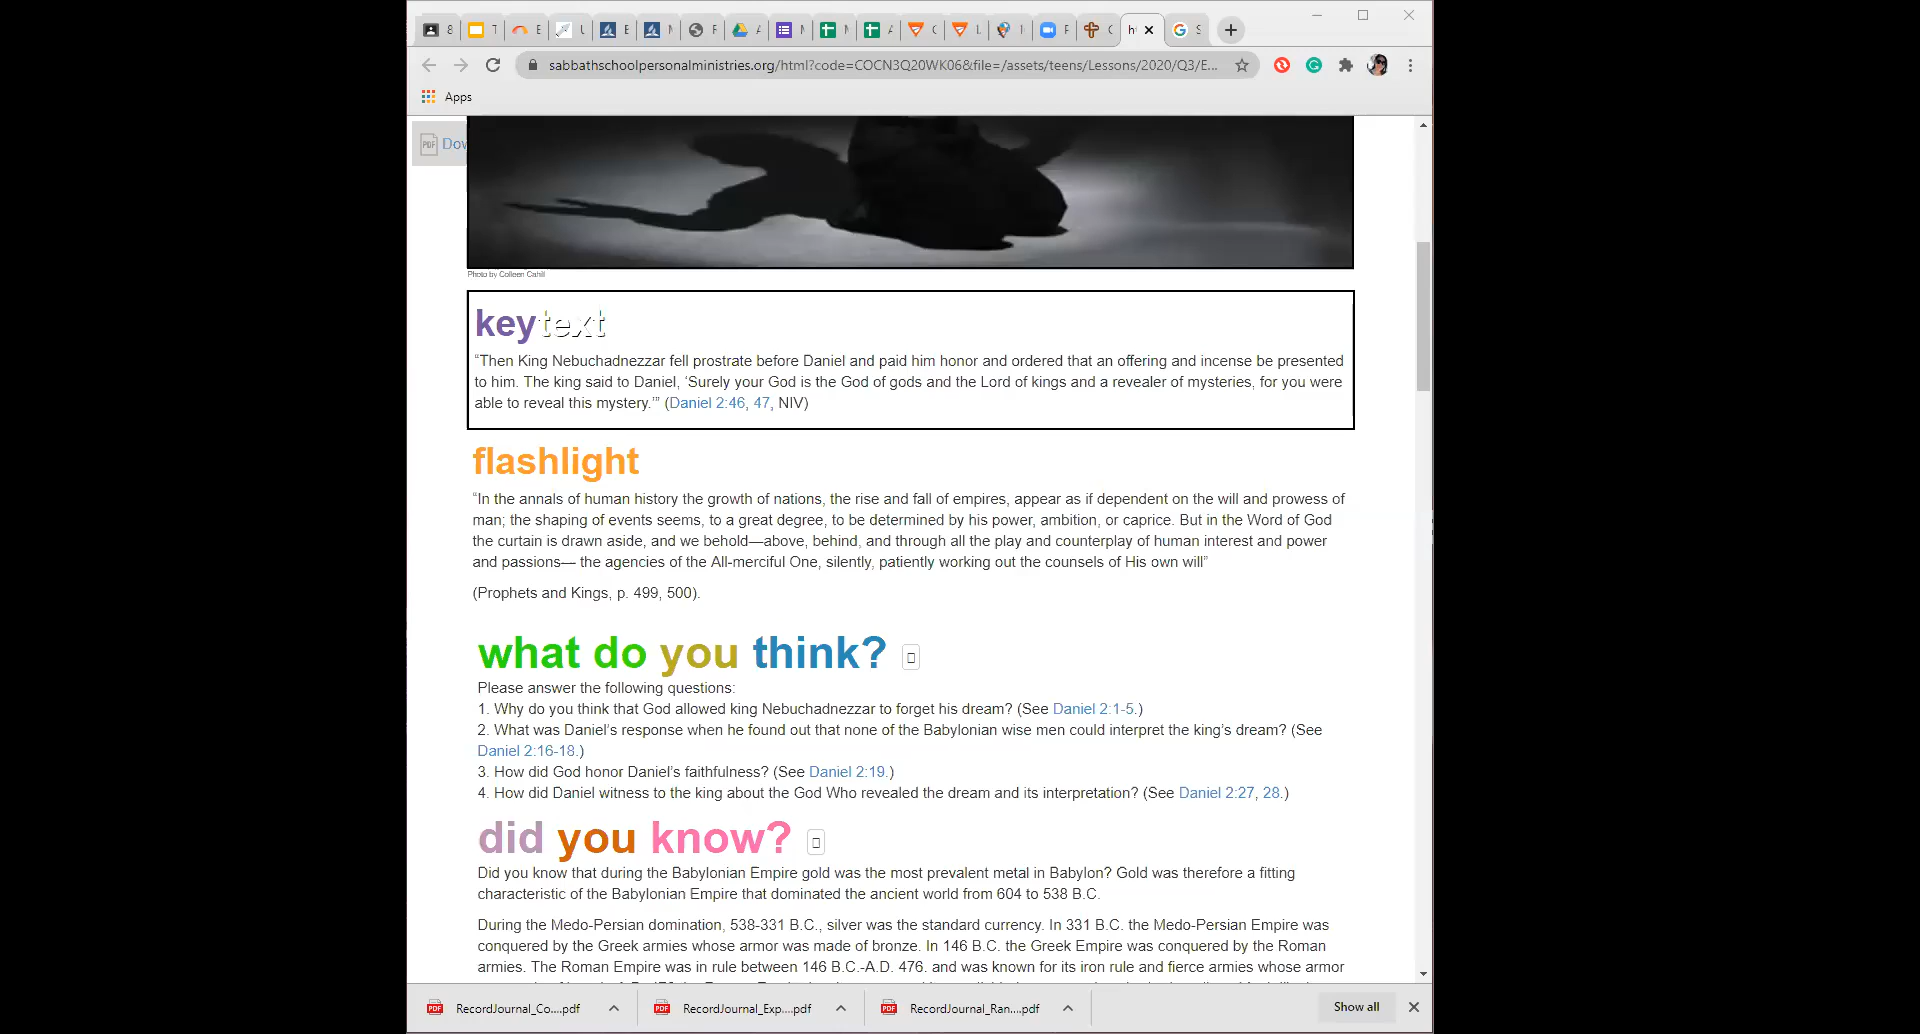 sabbathschoolpersonalministries.org/html?code=COCN3Q20WK06&file=/assets/teens/Lessons/2020/Q3/E...
Apps
PDF Dow
Photo by Colleen Cahill
keytext
“Then King Nebuchadnezzar fell prostrate before Daniel and paid him honor and ordered that an offering and incense be presented
to him. The king said to Daniel, ‘Surely your God is the God of gods and the Lord of kings and a revealer of mysteries, for you were
able to reveal this mystery.’” (Daniel 2:46, 47, NIV)
flashlight
“In the annals of human history the growth of nations, the rise and fall of empires, appear as if dependent on the will and prowess of
man; the shaping of events seems, to a great degree, to be determined by his power, ambition, or caprice. But in the Word of God
the curtain is drawn aside, and we behold—above, behind, and through all the play and counterplay of human interest and power
and passions— the agencies of the All-merciful One, silently, patiently working out the counsels of His own will”
(Prophets and Kings, p. 499, 500).
what do you think?
Please answer the following questions:
1. Why do you think that God allowed king Nebuchadnezzar to forget his dream? (See Daniel 2:1-5.)
2. What was Daniel’s response when he found out that none of the Babylonian wise men could interpret the king’s dream? (See
Daniel 2:16-18.)
3. How did God honor Daniel’s faithfulness? (See Daniel 2:19.)
4. How did Daniel witness to the king about the God Who revealed the dream and its interpretation? (See Daniel 2:27, 28.)
did you know?
Did you know that during the Babylonian Empire gold was the most prevalent metal in Babylon? Gold was therefore a fitting
characteristic of the Babylonian Empire that dominated the ancient world from 604 to 538 B.C.
During the Medo-Persian domination, 538-331 B.C., silver was the standard currency. In 331 B.C. the Medo-Persian Empire was
conquered by the Greek armies whose armor was made of bronze. In 146 B.C. the Greek Empire was conquered by the Roman
armies. The Roman Empire was in rule between 146 B.C.-A.D. 476. and was known for its iron rule and fierce armies whose armor
RecordJournal_Co....pdf RecordJournal_Exp....pdf RecordJournal_Ran....pdf Show all